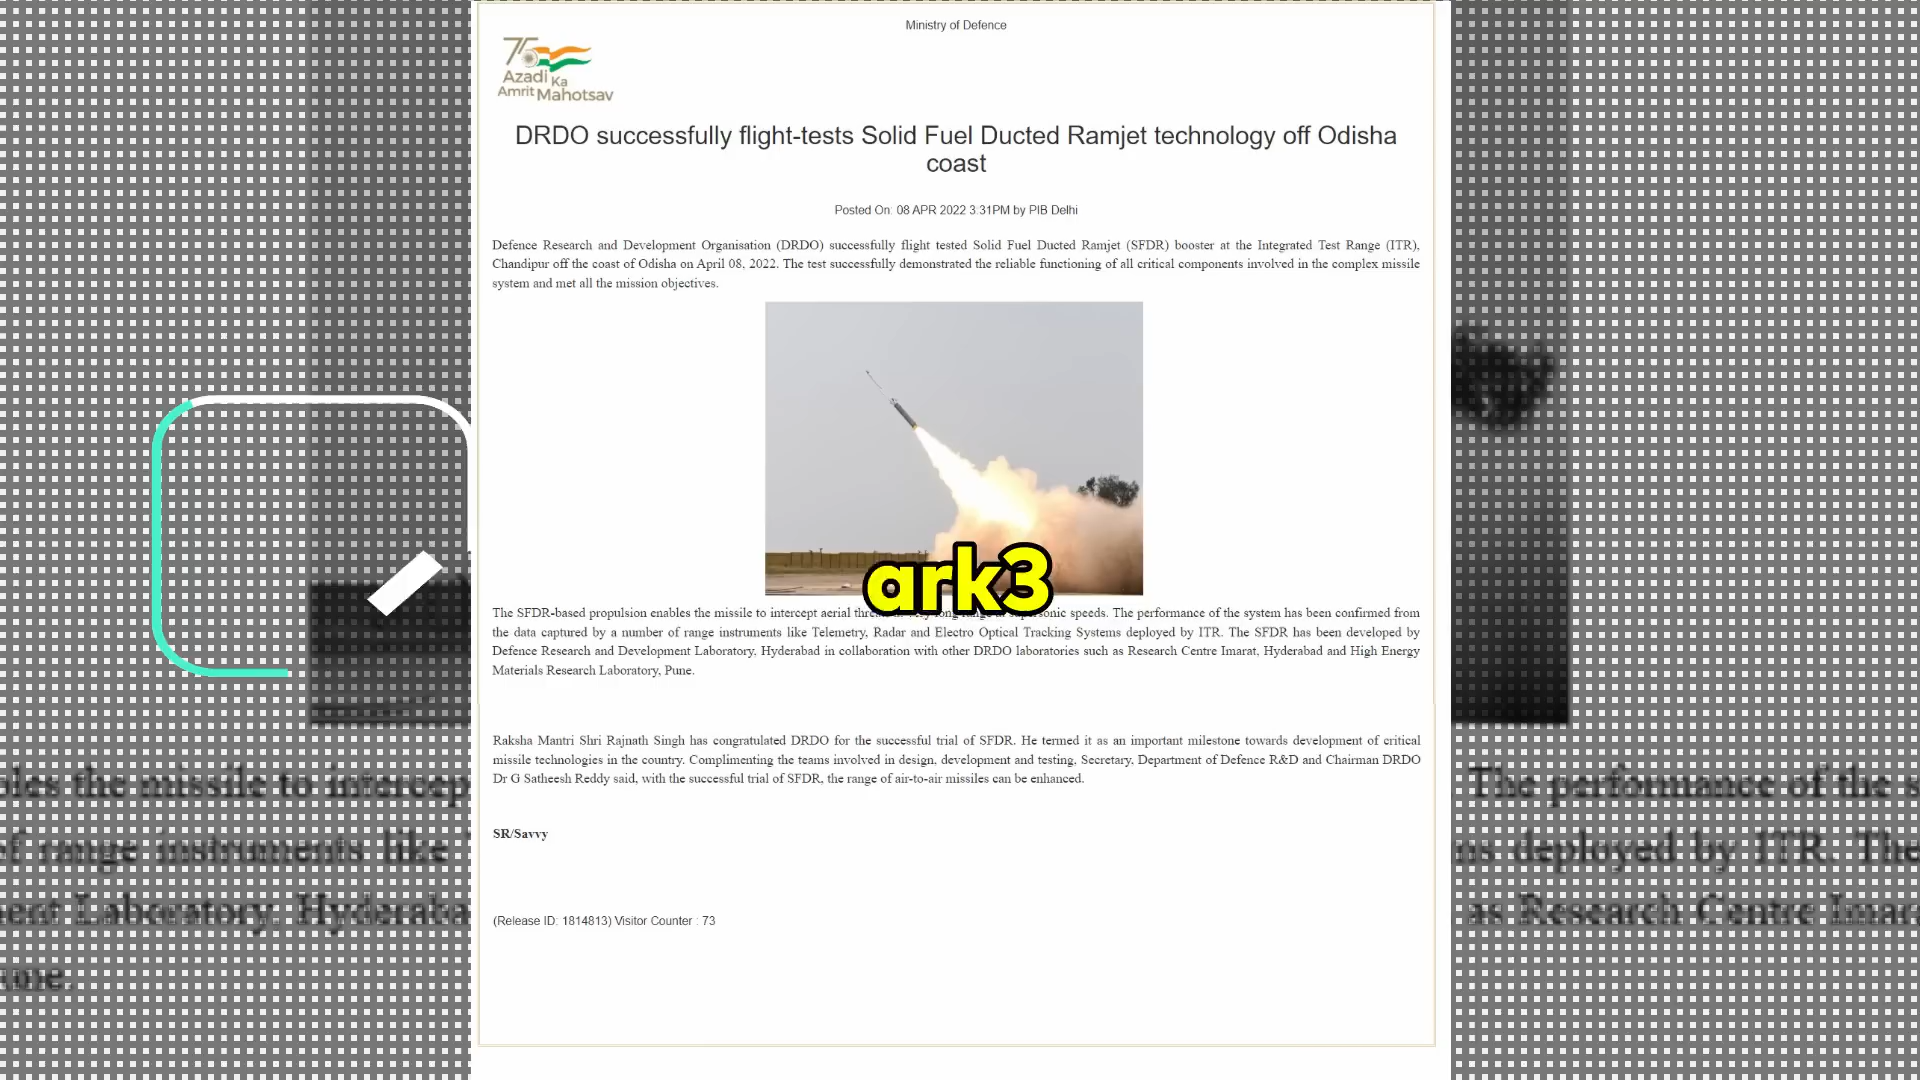 Ministry of Defence
75
Azadi Ka
Amrit Mahotsav
DRDO successfully flight-tests Solid Fuel Ducted Ramjet technology off Odisha
coast
Posted On: 08 APR 2022 3:31PM by PIB Delhi
Defence Research and Development Organisation (DRDO) successfully flight tested Solid Fuel Ducted Ramjet (SFDR) booster at the Integrated Test Range (ITR),
Chandipur off the coast of Odisha on April 08, 2022. The test successfully demonstrated the reliable functioning of all critical components involved in the complex missile
system and met all the mission objectives.
ark3
The SFDR-based propulsion enables the missile to intercept aerial long range speeds. The performance of the system has been confirmed from
the data captured by a number of range instruments like Telemetry, Radar and Electro Optical Tracking Systems deployed by ITR. The SFDR has been developed by
Defence Research and Development Laboratory, Hyderabad in collaboration with other DRDO laboratories such as Research Centre Imarat, Hyderabad and High Energy
Materials Research Laboratory, Pune.
Raksha Mantri Shri Rajnath Singh has congratulated DRDO for the successful trial of SFDR. He termed it as an important milestone towards development of critical
missile technologies in the country. Complimenting the teams involved in design, development and testing, Secretary, Department of Defence R&D and Chairman DRDO
Dr G Satheesh Reddy said, with the successful trial of SFDR, the range of air-to-air missiles can be enhanced.
SR/Savvy
(Release ID: 1814813) Visitor Counter : 73
the missile to
The performance of the
range instruments like
deployed by ITR.
Laboratory,
as Research Centre